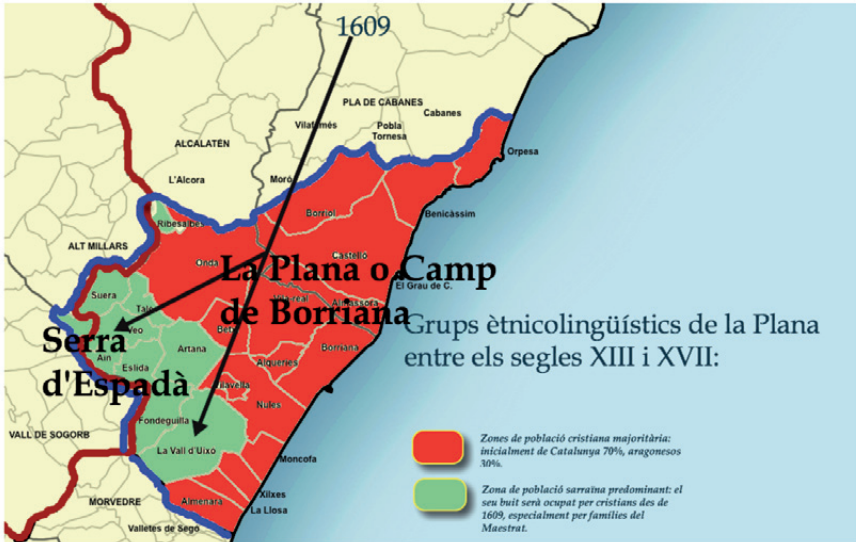 1609
PLA DE CABANES
Cabanes
Vilafamés
Pobla
Tornesa
ALCALATÉN
Orpesa
L'Alcora
Moró
Benicàssim
Ribesalbes
Borriol
ALT MILLARS
Onda
Castelló
La Plana o Camp
de Borriana
El Grau de C.
Suera
Tales
Vila-real
Almassora
Veo
Betxí
Grups ètnicolingüístics de la Plana
entre els segles XIII i XVII:
Serra
d'Espadà
Aín
Artana
Borriana
Eslida
Alqueries
Vilavella
Nules
Fondeguilla
VALL DE SOGORB
La Vall d'Uixo
Moncofa
Zones de població cristiana majoritària:
inicialment de Catalunya 70%, aragonesos
30%.
Xilxes
Almenara
La Llosa
MORVEDRE
Valletes de Segó
Zona de població sarraïna predominant: el
seu buit serà ocupat per cristians des de
1609, especialment per famílies del
Maestrat.